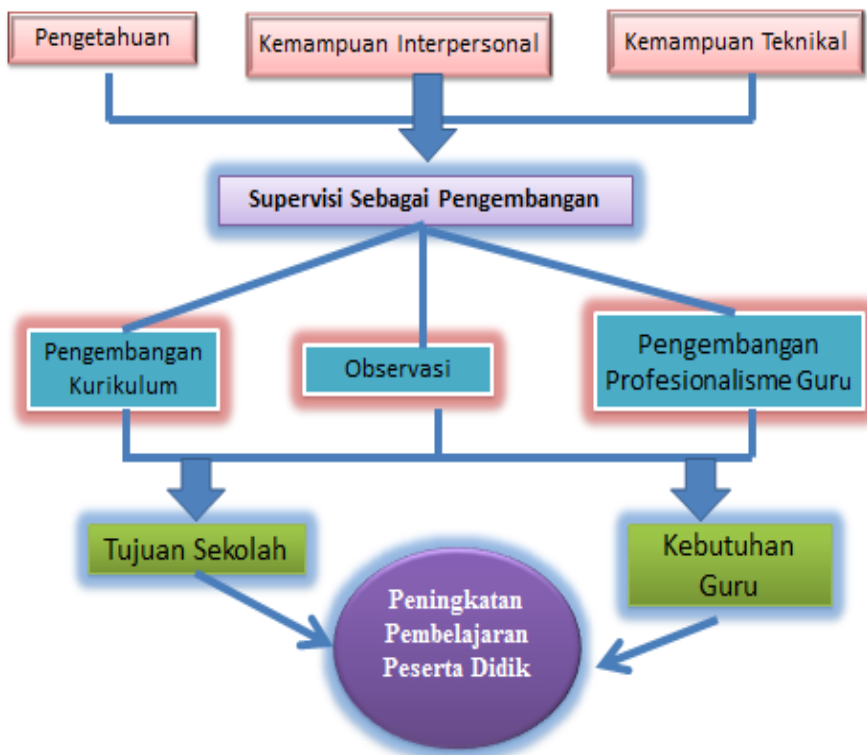 Pengetahuan
Kemampuan Interpersonal
Kemampuan Teknikal
Supervisi Sebagai Pengembangan
Pengembangan
Kurikulum
Observasi
Pengembangan
Profesionalisme Guru
Tujuan Sekolah
Kebutuhan
Guru
Peningkatan
Pembelajaran
Peserta Didik